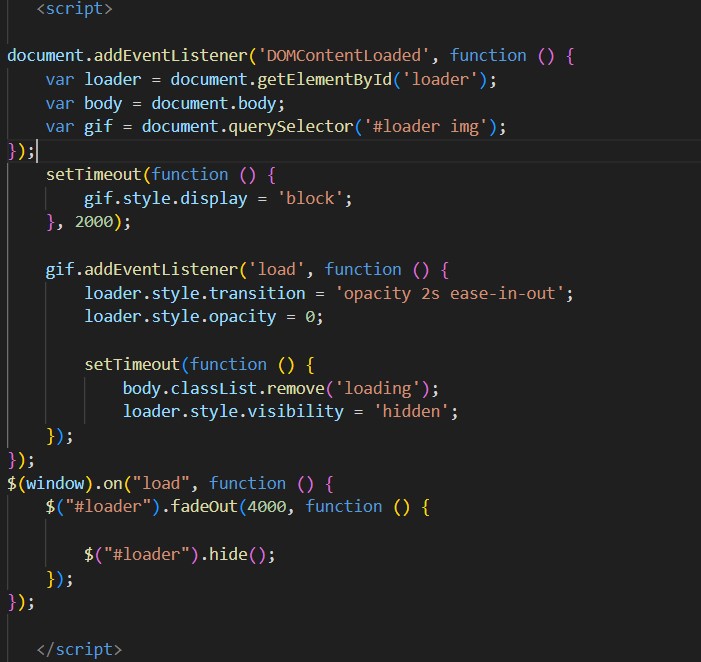 <script>
document.addEventListener('DOMContentLoaded', function () {
    var loader = document.getElementById('loader');
    var body = document.body;
    var gif = document.querySelector('#loader img');
});
    setTimeout(function () {
        gif.style.display = 'block';
    }, 2000);
    gif.addEventListener('load', function () {
        loader.style.transition = 'opacity 2s ease-in-out';
        loader.style.opacity = 0;
        setTimeout(function () {
            body.classList.remove('loading');
            loader.style.visibility = 'hidden';
    });
});
$(window).on("load", function () {
    $("#loader").fadeOut(4000, function () {
        $("#loader").hide();
    });
});
</script>